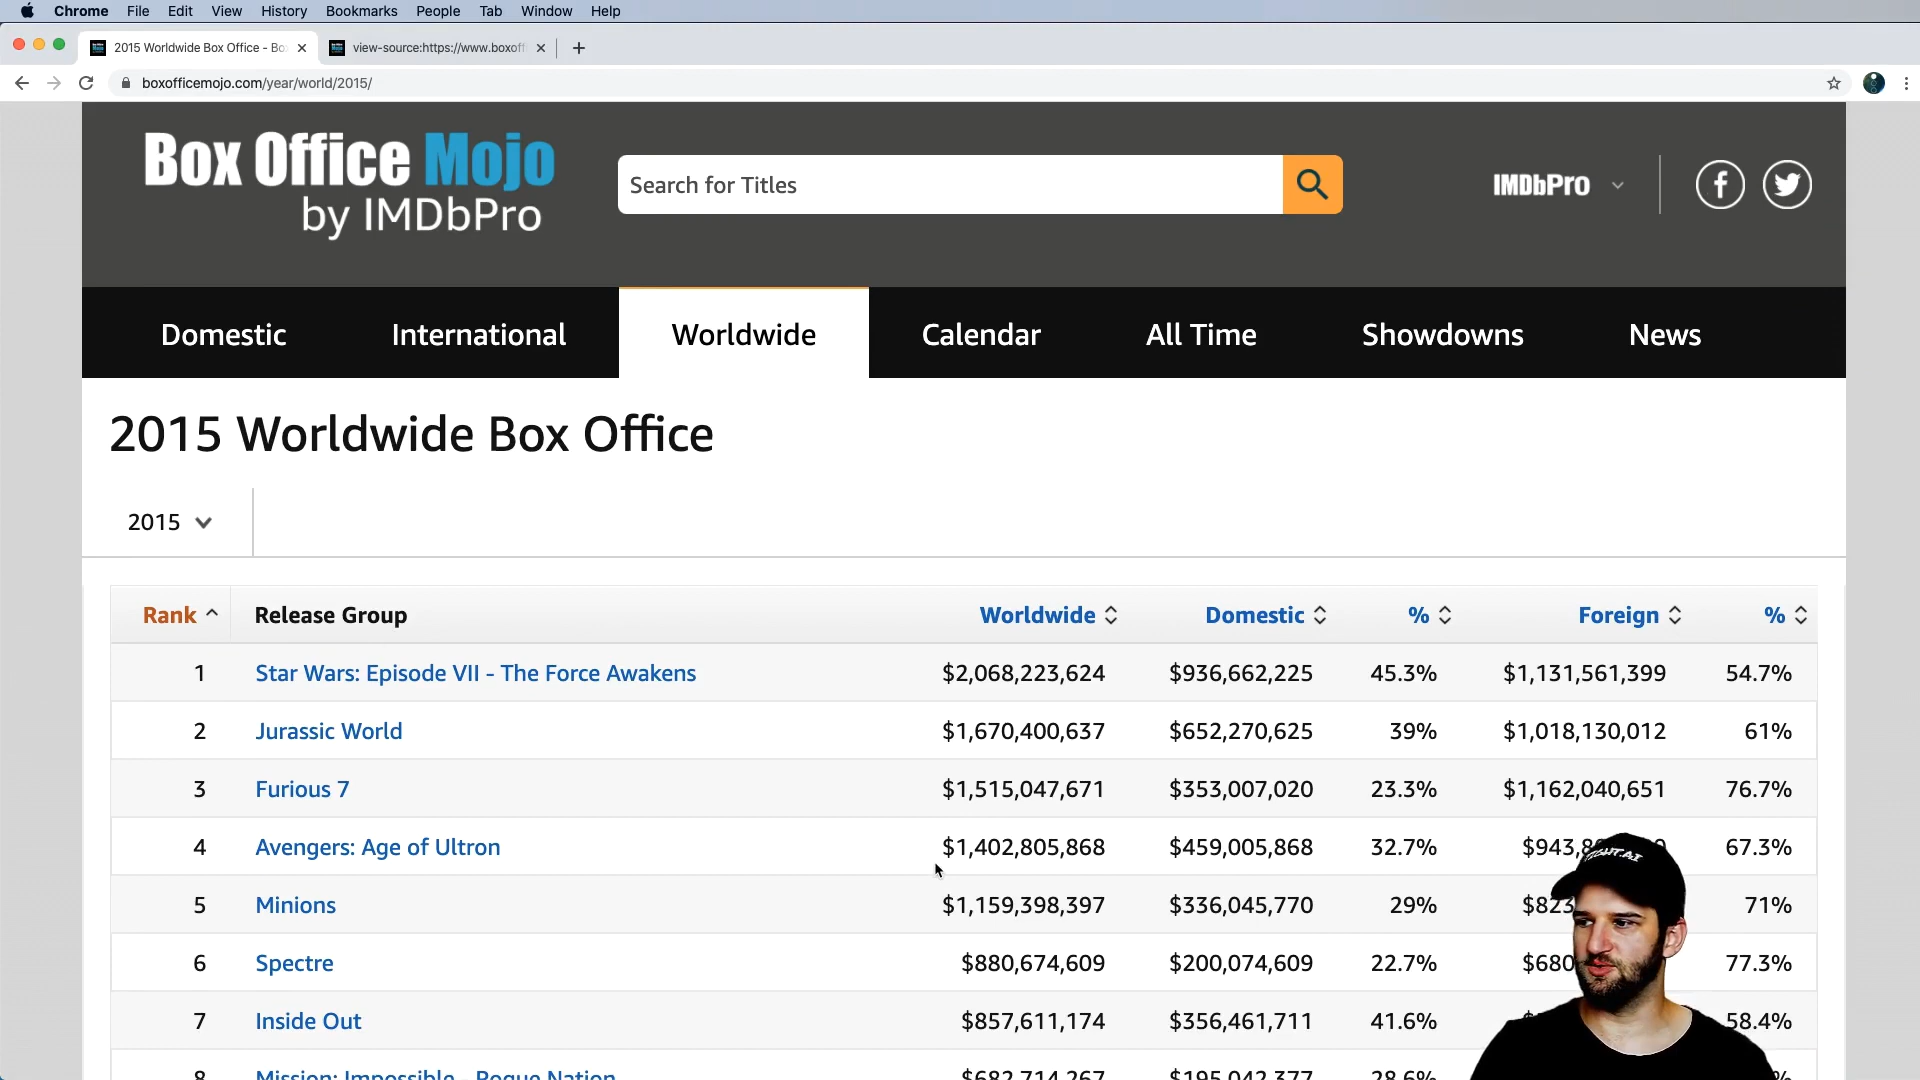 Chrome File Edit View History Bookmarks People Tab Window Help
2015 Worldwide Box Office - Bo view-source:https://www.boxoff
boxofficemojo.com/year/world/2015/
Box Office Mojo
by IMDbPro
Search for Titles
IMDbPro
Domestic International Worldwide Calendar All Time Showdowns News
2015 Worldwide Box Office
2015
Rank Release Group Worldwide Domestic % Foreign %
1 Star Wars: Episode VII - The Force Awakens $2,068,223,624 $936,662,225 45.3% $1,131,561,399 54.7%
2 Jurassic World $1,670,400,637 $652,270,625 39% $1,018,130,012 61%
3 Furious 7 $1,515,047,671 $353,007,020 23.3% $1,162,040,651 76.7%
4 Avengers: Age of Ultron $1,402,805,868 $459,005,868 32.7% 67.3%
5 Minions $1,159,398,397 $336,045,770 29% $823 71%
6 Spectre $880,674,609 $200,074,609 22.7% $680 77.3%
7 Inside Out $857,611,174 $356,461,711 41.6% 58.4%
8 Mission: Impossible - Rogue Nation $682,714,267 $195,042,377 28.6%